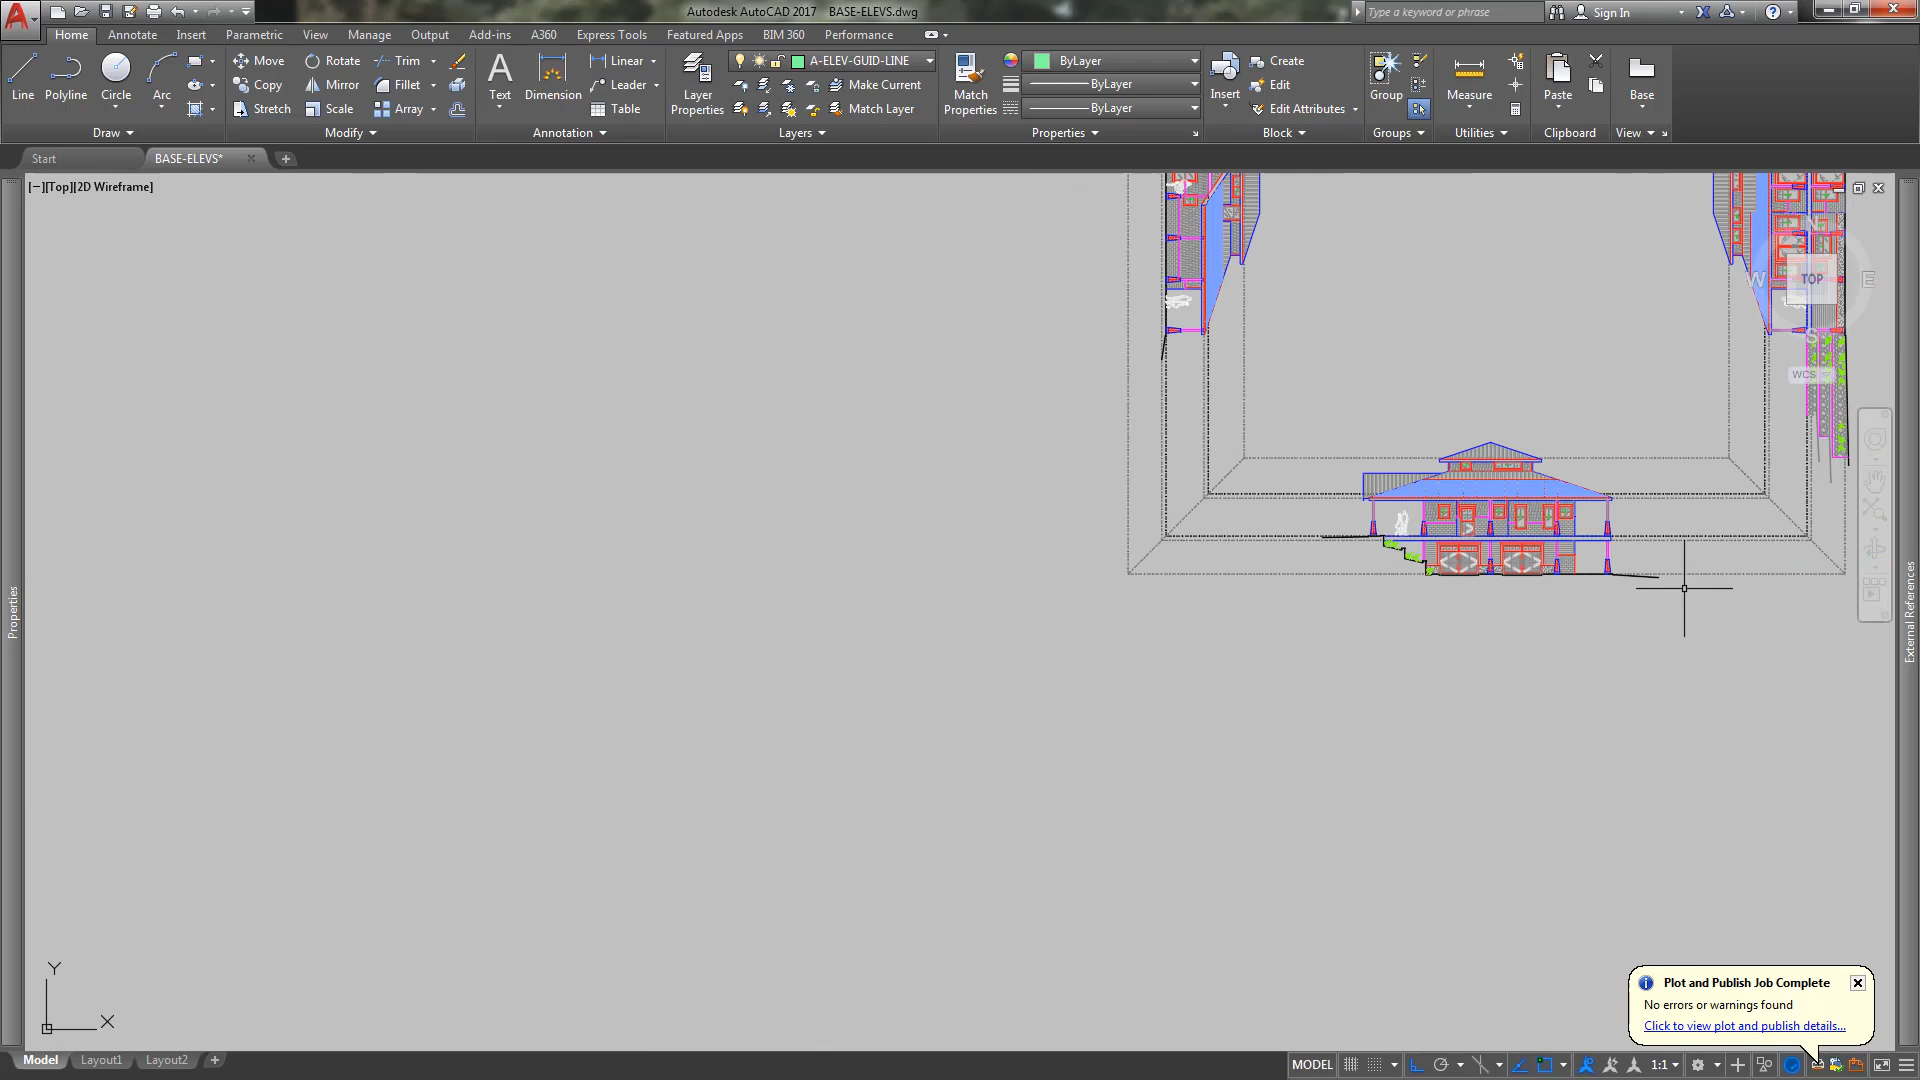 Autodesk AutoCAD 2017 BASE-ELEVS.dwg
Type a keyword or phrase
Sign In
Home Annotate Insert Parametric View Manage Output Add-ins A360 Express Tools Featured Apps BIM 360 Performance
Line
Polyline
Circle
Arc
Draw
Move
Copy
Stretch
Rotate
Mirror
Scale
Trim
Fillet
Array
Modify
Text
Dimension
Linear
Leader
Table
Annotation
Layer
Properties
A-ELEV-GUID-LINE
Make Current
Match Layer
Layers
Match
Properties
ByLayer
ByLayer
ByLayer
Properties
Insert
Create
Edit
Edit Attributes
Block
Group
Groups
Measure
Utilities
Paste
Clipboard
Base
View
Start
BASE-ELEVS*
[−][Top][2D Wireframe]
N
W
TOP
E
S
WCS
Properties
External References
Y
X
Plot and Publish Job Complete
No errors or warnings found
Click to view plot and publish details...
Model
Layout1
Layout2
MODEL
1:1